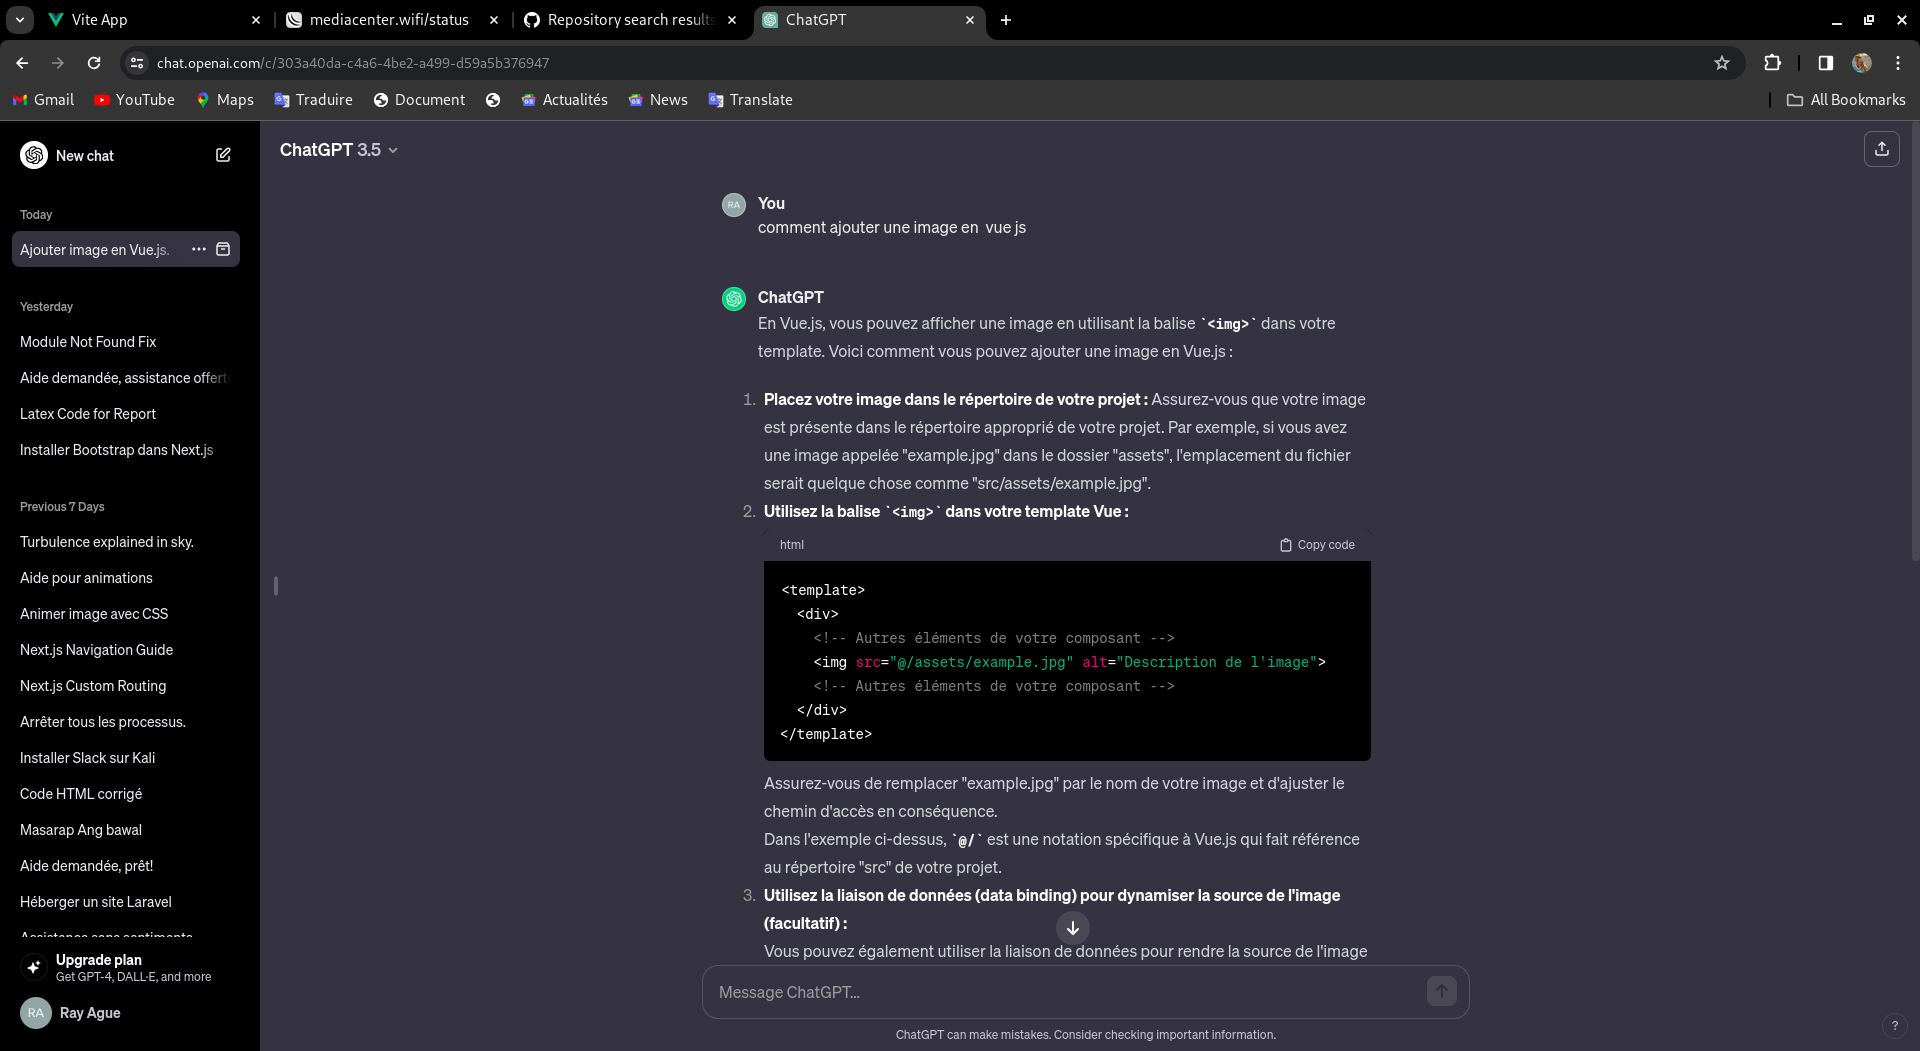 Vite App
mediacenter.wifi/status
Repository search results
ChatGPT
chat.openai.com/c/303a40da-c4a6-4be2-a499-d59a5b376947
Gmail
YouTube
Maps
Traduire
Document
Actualités
News
Translate
All Bookmarks
New chat
Today
Ajouter image en Vue.js.
Yesterday
Module Not Found Fix
Aide demandée, assistance offerte
Latex Code for Report
Installer Bootstrap dans Next.js
Previous 7 Days
Turbulence explained in sky.
Aide pour animations
Animer image avec CSS
Next.js Navigation Guide
Next.js Custom Routing
Arrêter tous les processus.
Installer Slack sur Kali
Code HTML corrigé
Masarap Ang bawal
Aide demandée, prêt!
Héberger un site Laravel
Assistance sans sentiments
Upgrade plan
Get GPT-4, DALL·E, and more
RA Ray Ague
ChatGPT 3.5
RA You
comment ajouter une image en  vue js
ChatGPT
En Vue.js, vous pouvez afficher une image en utilisant la balise `<img>` dans votre
template. Voici comment vous pouvez ajouter une image en Vue.js :
1. Placez votre image dans le répertoire de votre projet : Assurez-vous que votre image
est présente dans le répertoire approprié de votre projet. Par exemple, si vous avez
une image appelée "example.jpg" dans le dossier "assets", l'emplacement du fichier
serait quelque chose comme "src/assets/example.jpg".
2. Utilisez la balise `<img>` dans votre template Vue :
html
Copy code
<template>
<div>
<!-- Autres éléments de votre composant -->
<img src="@/assets/example.jpg" alt="Description de l'image">
<!-- Autres éléments de votre composant -->
</div>
</template>
Assurez-vous de remplacer "example.jpg" par le nom de votre image et d'ajuster le
chemin d'accès en conséquence.
Dans l'exemple ci-dessus, `@/` est une notation spécifique à Vue.js qui fait référence
au répertoire "src" de votre projet.
3. Utilisez la liaison de données (data binding) pour dynamiser la source de l'image
(facultatif) :
Vous pouvez également utiliser la liaison de données pour rendre la source de l'image
Message ChatGPT…
ChatGPT can make mistakes. Consider checking important information.
?